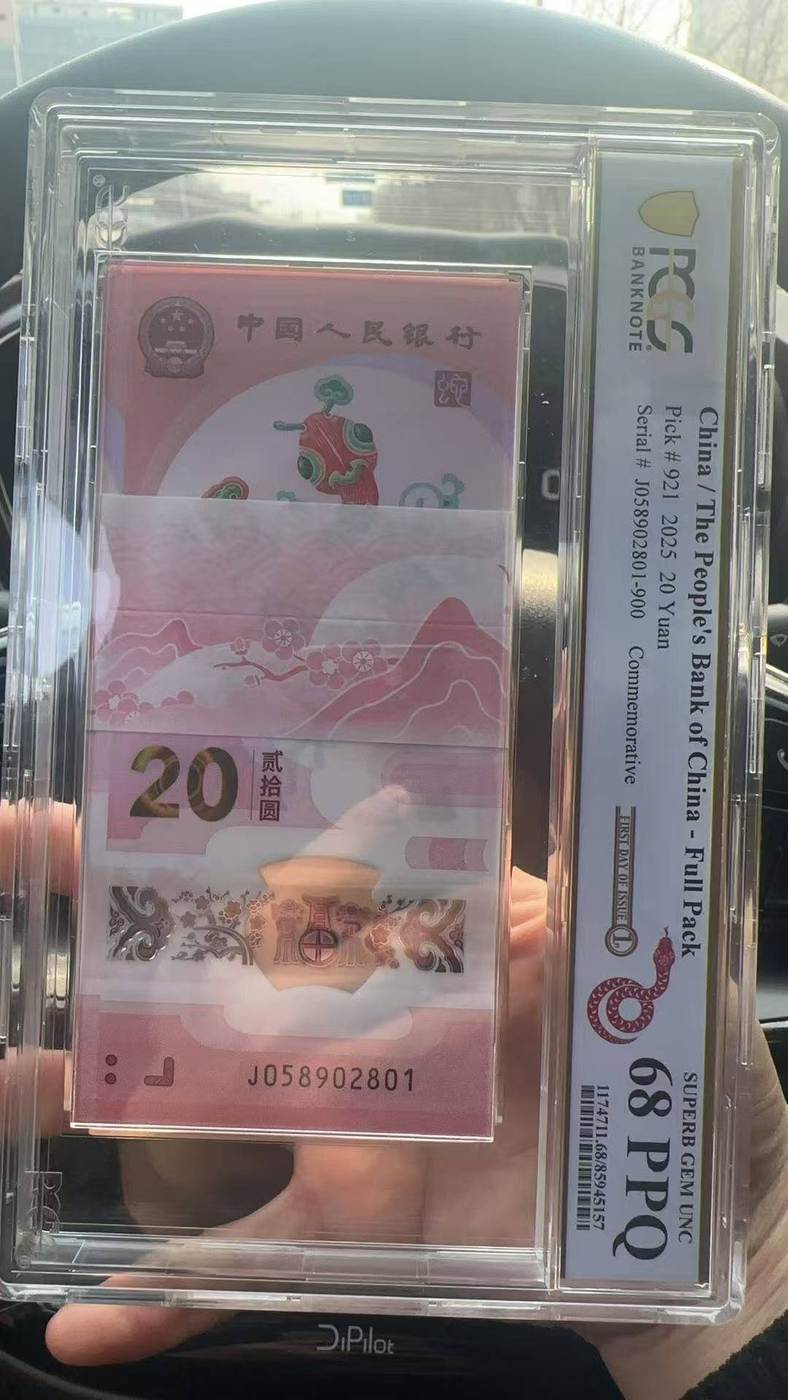 中国人民银行
蛇
20
贰拾圆
J058902801
PCGS
BANKNOTE
China / The People's Bank of China - Full Pack
Pick # 921 2025 20 Yuan
Serial # J058902801-900 Commemorative
FIRST DAY OF ISSUE
SUPERB GEM UNC
68 PPQ
1174711.68/85945157
DiPilot